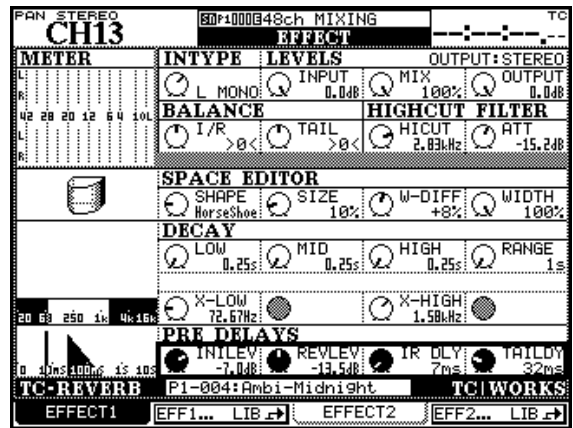 PAN STEREO
CH13
48ch MIXING
EFFECT
TC
--:--:--.--
METER
INTYPE LEVELS OUTPUT:STEREO
L MONO INPUT 0.0dB MIX 100% OUTPUT 0.0dB
BALANCE HIGHCUT FILTER
I/R >0< TAIL >0< HICUT 2.83kHz ATT -15.2dB
L
R
42 28 20 12 6 4 10L
L
R
SPACE EDITOR
SHAPE HorseShoe SIZE 10% W-DIFF +8% WIDTH 100%
DECAY
LOW 0.25s MID 0.25s HIGH 0.25s RANGE 1s
X-LOW 72.67Hz X-HIGH 1.58kHz
20 63 250 1k 4k 16k
PRE DELAYS
INILEV -7.0dB REVLEV -13.5dB IR DLY 7ms TAILDY 32ms
0 10ms 100ms 1s 10s
TC-REVERB P1-004:Ambi-Midnight TC|WORKS
EFFECT1 EFF1... LIB EFFECT2 EFF2... LIB